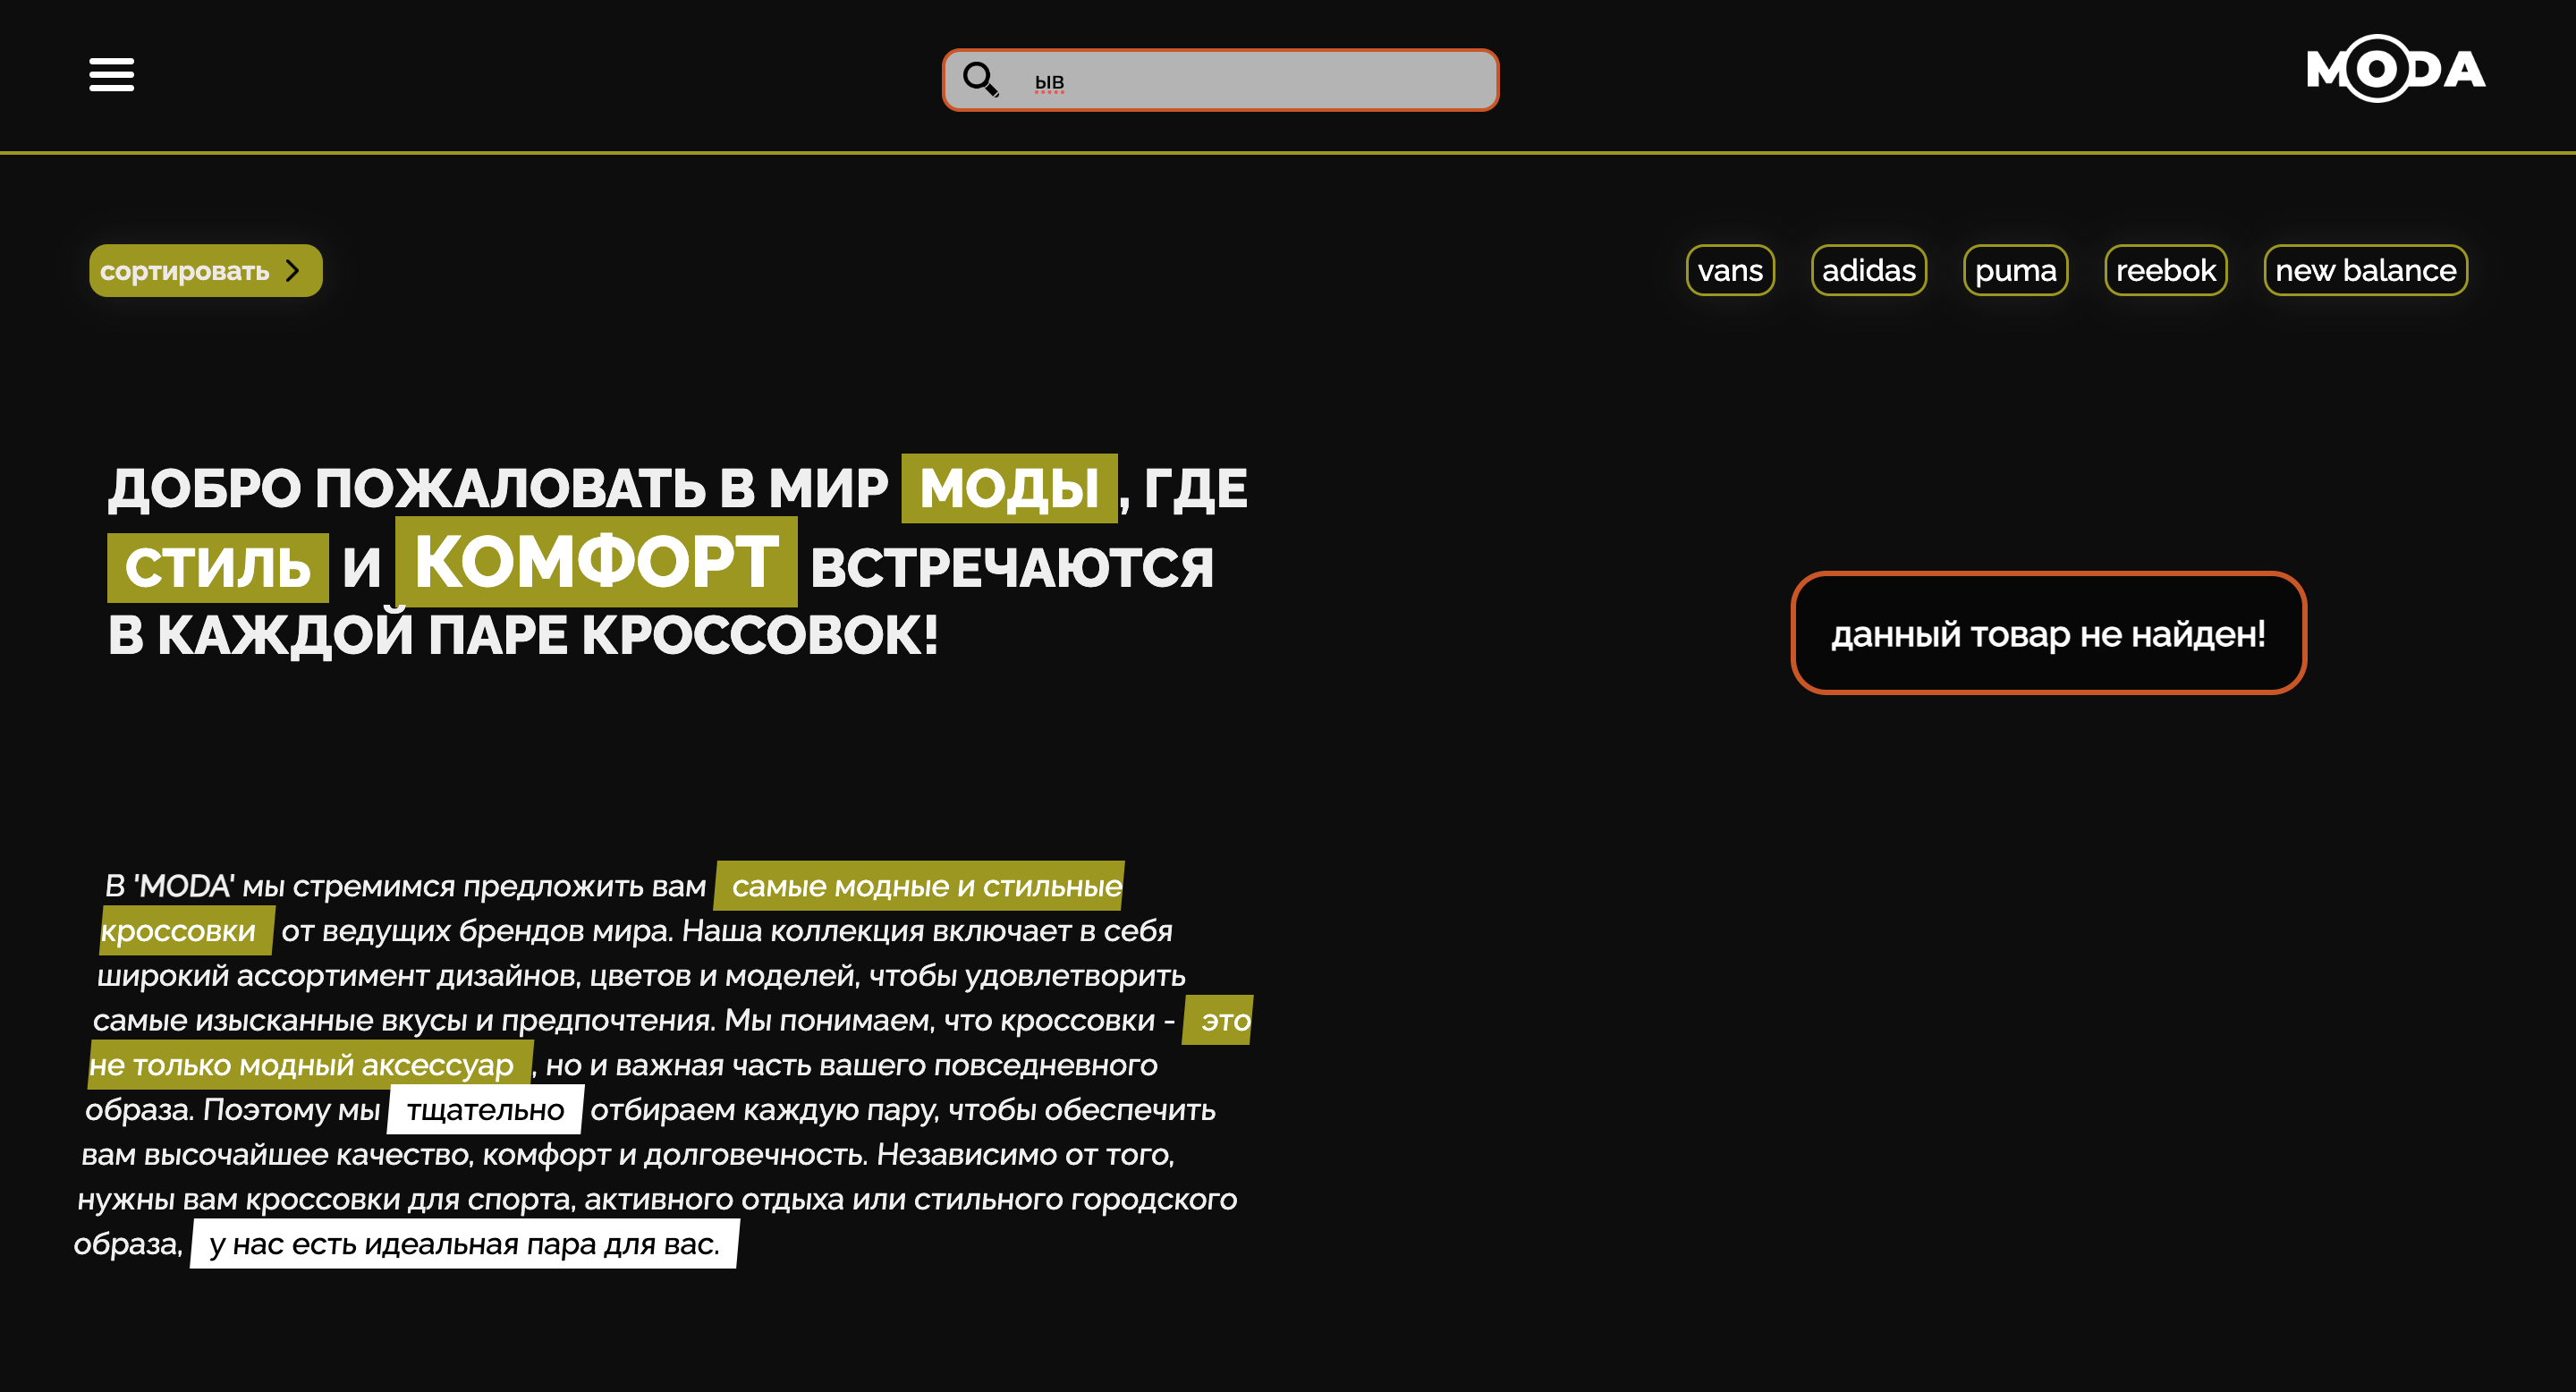 ыв
MODA
сортировать
vans
adidas
puma
reebok
new balance
ДОБРО ПОЖАЛОВАТЬ В МИР МОДЫ, ГДЕ
СТИЛЬ И КОМФОРТ ВСТРЕЧАЮТСЯ
В КАЖДОЙ ПАРЕ КРОССОВОК!
данный товар не найден!
В 'MODA' мы стремимся предложить вам самые модные и стильные
кроссовки от ведущих брендов мира. Наша коллекция включает в себя
широкий ассортимент дизайнов, цветов и моделей, чтобы удовлетворить
самые изысканные вкусы и предпочтения. Мы понимаем, что кроссовки - это
не только модный аксессуар , но и важная часть вашего повседневного
образа. Поэтому мы тщательно отбираем каждую пару, чтобы обеспечить
вам высочайшее качество, комфорт и долговечность. Независимо от того,
нужны вам кроссовки для спорта, активного отдыха или стильного городского
образа, у нас есть идеальная пара для вас.